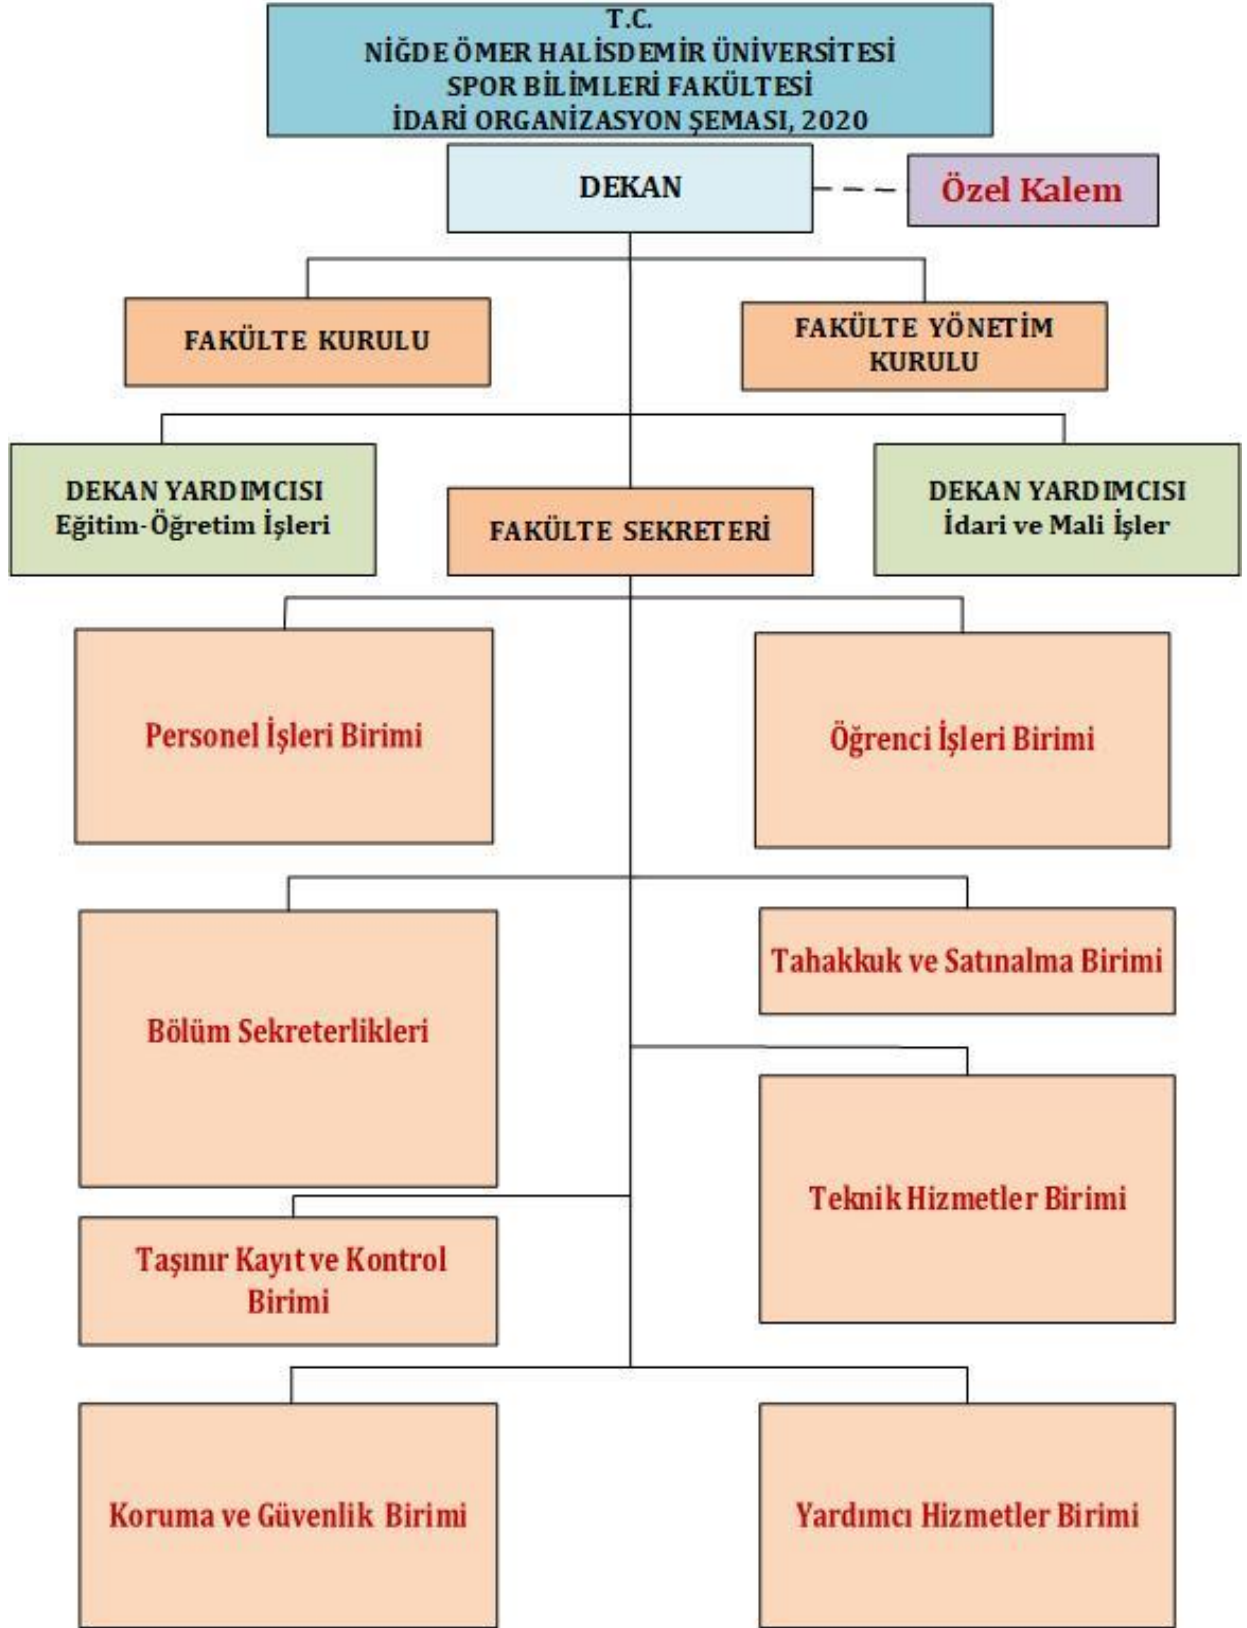 T.C.
NİĞDE ÖMER HALİSDEMİR ÜNİVERSİTESİ
SPOR BİLİMLERİ FAKÜLTESİ
İDARİ ORGANİZASYON ŞEMASI, 2020
DEKAN
Özel Kalem
FAKÜLTE KURULU
FAKÜLTE YÖNETİM
KURULU
DEKAN YARDIMCISI
Eğitim-Öğretim İşleri
FAKÜLTE SEKRETERİ
DEKAN YARDIMCISI
İdari ve Mali İşler
Personel İşleri Birimi
Öğrenci İşleri Birimi
Bölüm Sekreterlikleri
Tahakkuk ve Satınalma Birimi
Teknik Hizmetler Birimi
Taşınır Kayıt ve Kontrol
Birimi
Koruma ve Güvenlik Birimi
Yardımcı Hizmetler Birimi